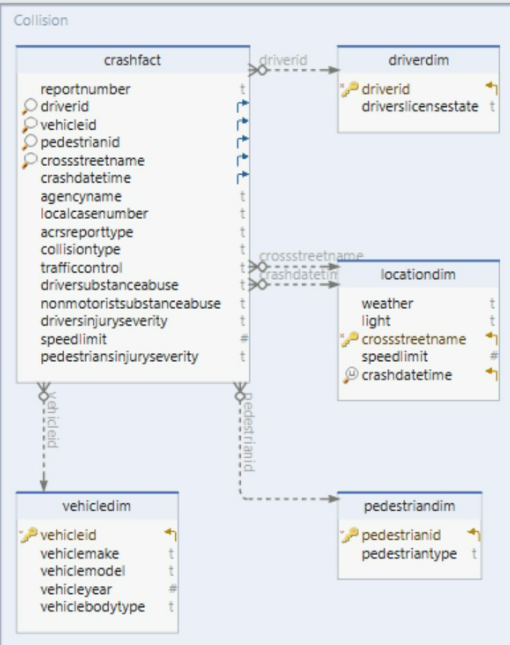 Collision
crashfact
reportnumber t
driverid
vehicleid
pedestrianid
crossstreetname
crashdatetime
agencyname t
localcasenumber t
acrsreporttype t
collisiontype t
trafficcontrol t
driversubstanceabuse t
nonmotoristsubstanceabuse t
driversinjuryseverity t
speedlimit #
pedestriansinjuryseverity t
driverid
driverdim
driverid
driverslicensestate t
crossstreetname
crashdatetim
locationdim
weather t
light t
crossstreetname
speedlimit #
crashdatetime
vehicleid
pedestrianid
vehicledim
vehicleid
vehiclemake t
vehiclemodel t
vehicleyear #
vehiclebodytype t
pedestriandim
pedestrianid
pedestriantype t